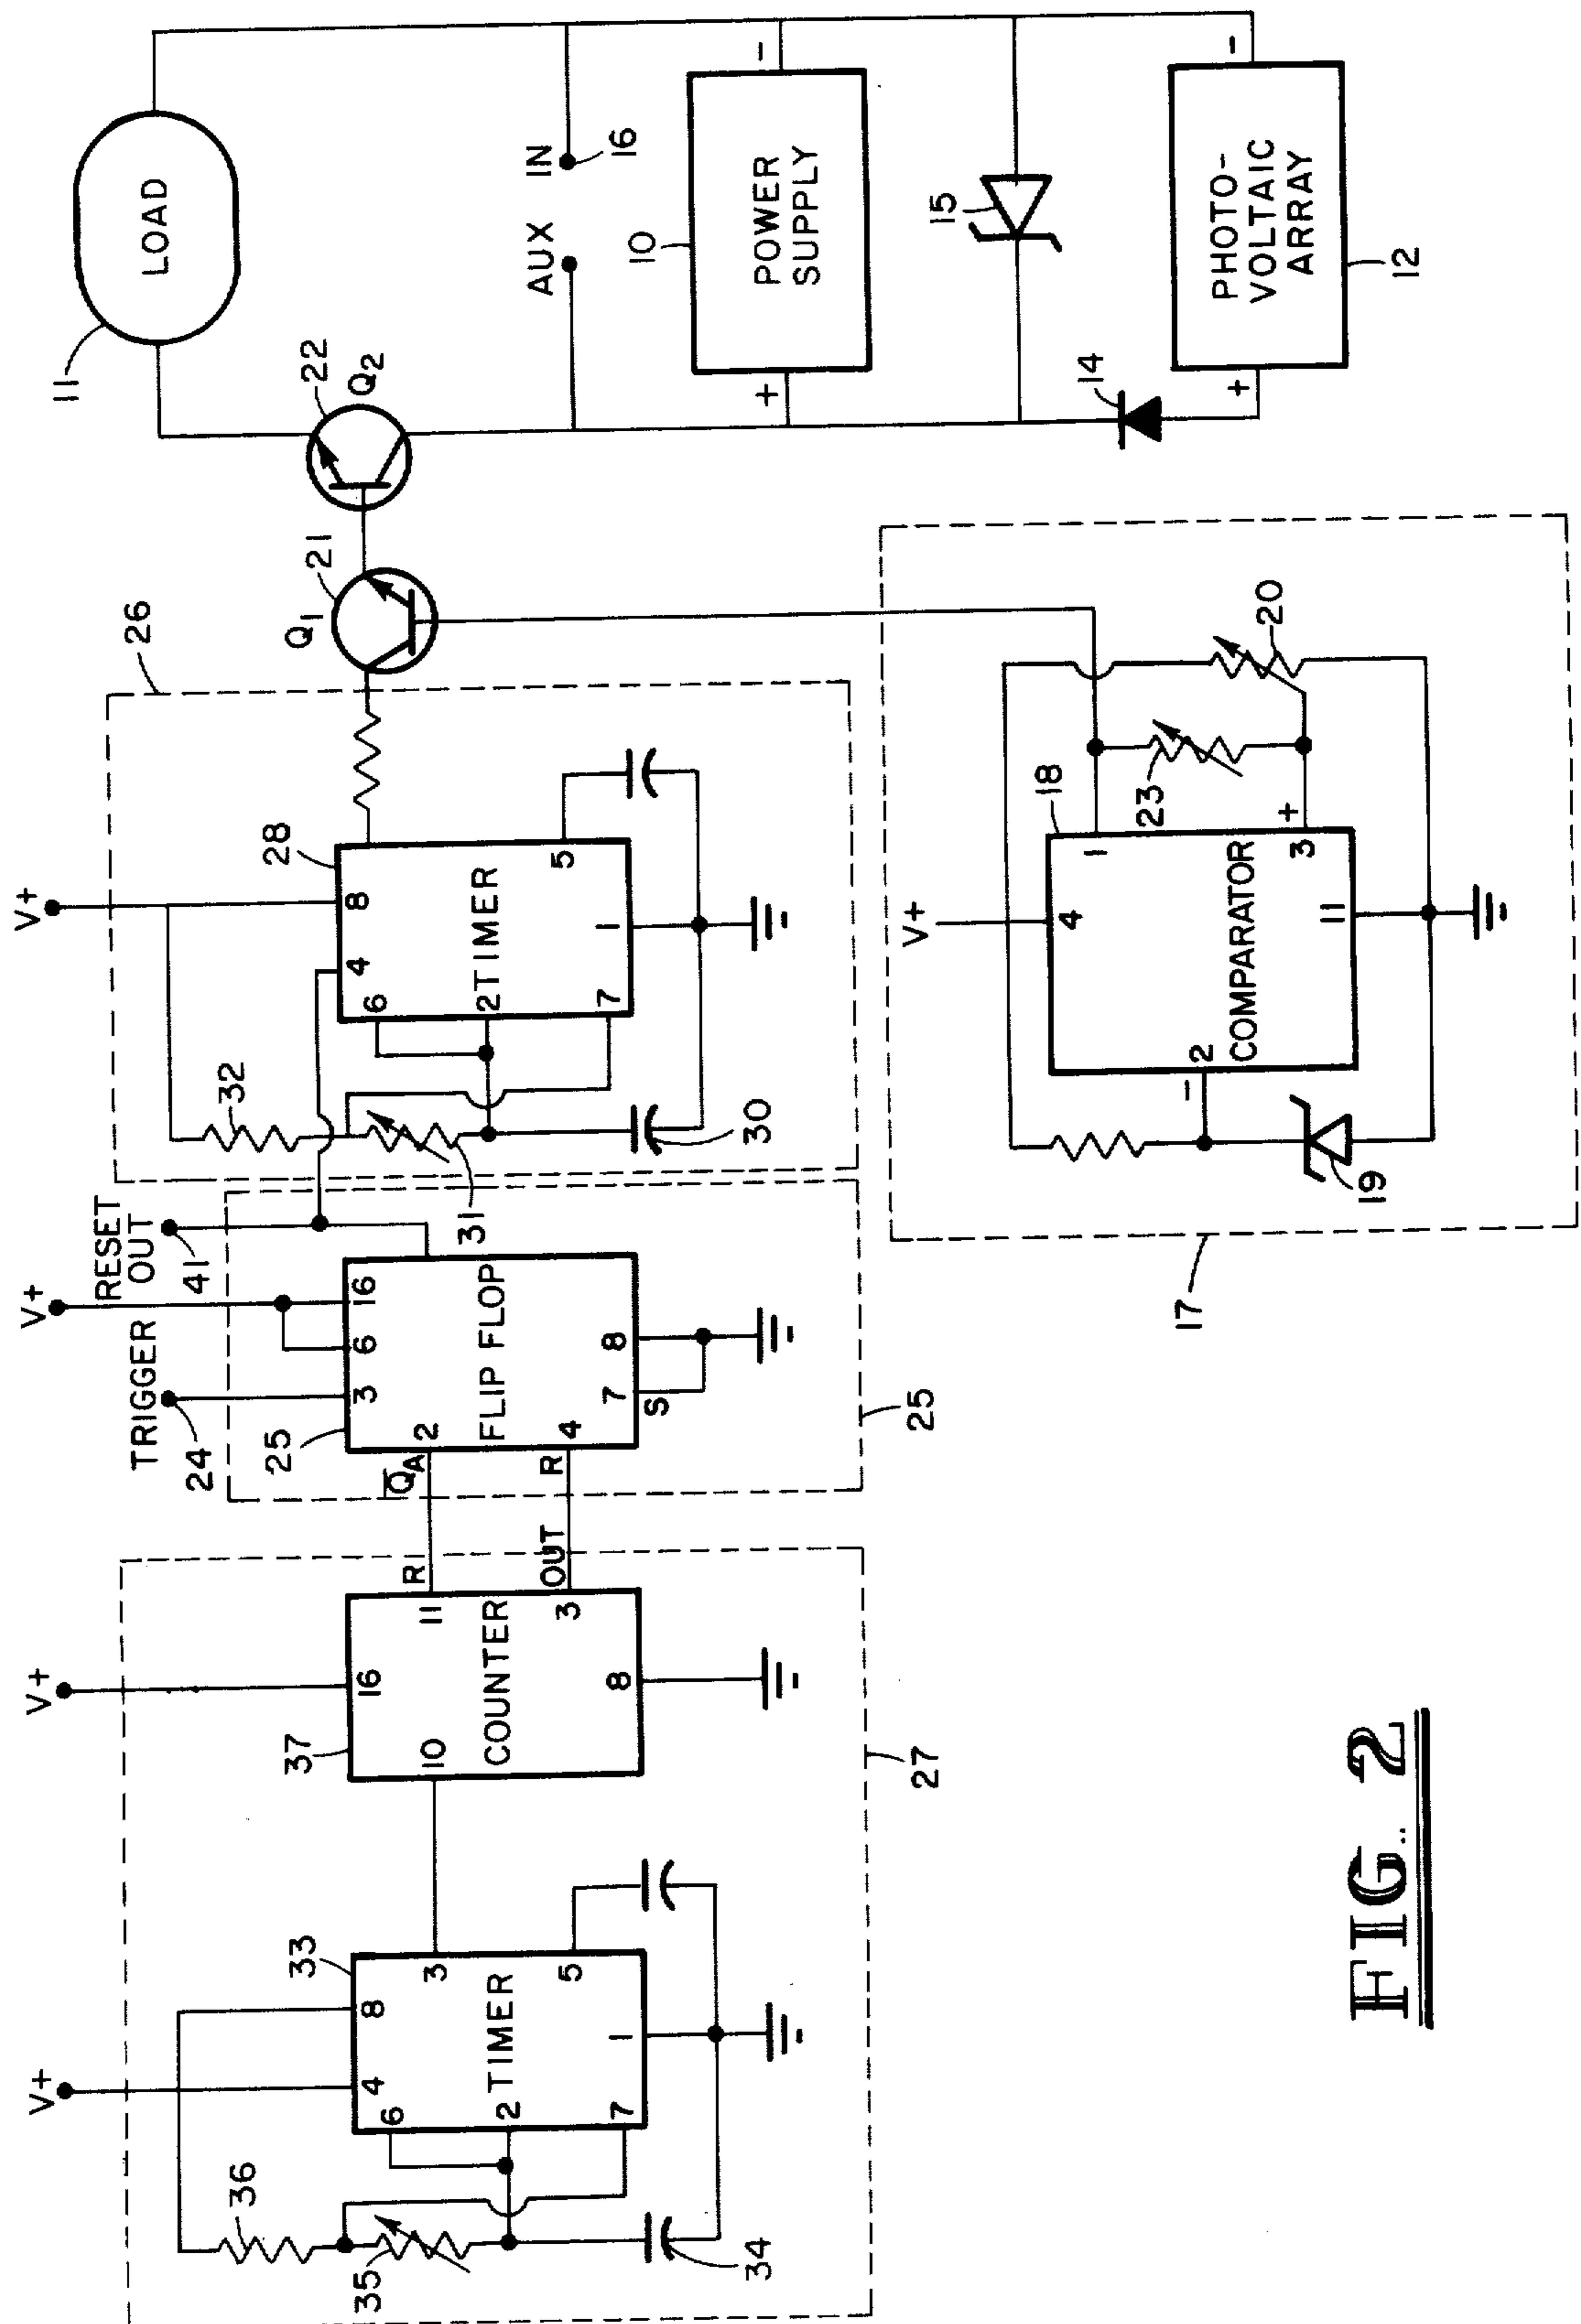 V+
36
35
34
4
8
33
6
2
TIMER
7
1
3
5
V+
37
16
10
COUNTER
11
R
3
OUT
8
27
TRIGGER
24
V+
RESET
OUT
41
25
3
6
16
Q̅A
2
FLIP FLOP
R
4
7
8
S
25
V+
32
31
30
4
8
28
6
2
TIMER
7
1
5
26
Q1
21
22
Q2
11
LOAD
AUX
IN
16
10
POWER
SUPPLY
+
-
15
14
PHOTO-
VOLTAIC
ARRAY
+
-
12
17
V+
4
18
1
2
-
COMPARATOR
3
+
11
19
23
20
FIG. 2